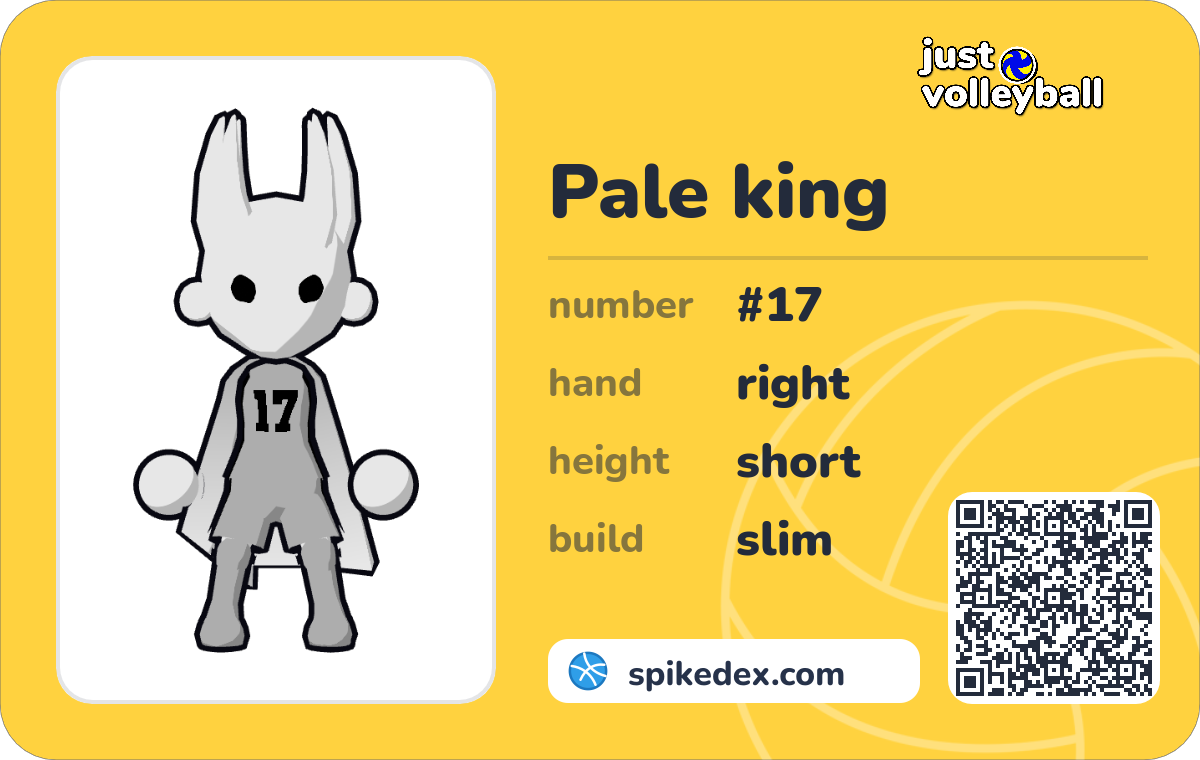 just
volleyball
Pale king
number #17
hand right
height short
build slim
17
spikedex.com